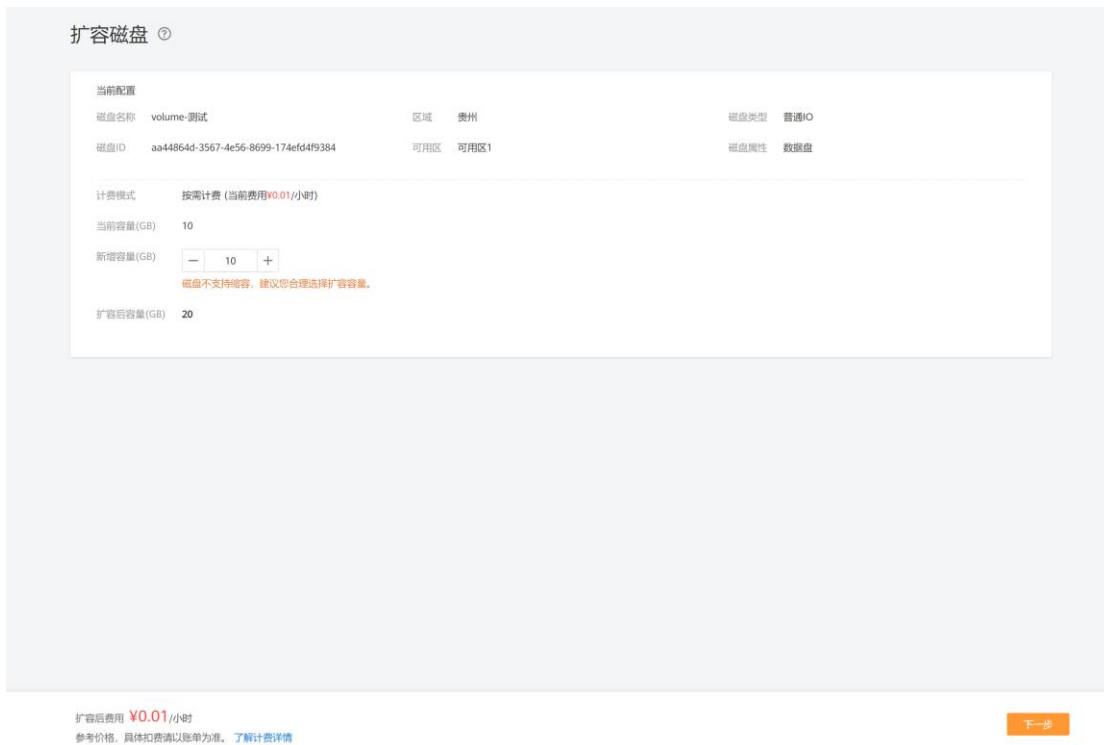 扩容磁盘 ?
当前配置
磁盘名称 volume-测试 区域 贵州 磁盘类型 普通IO
磁盘ID aa44864d-3567-4e56-8699-174efd4f9384 可用区 可用区1 磁盘属性 数据盘
计费模式 按需计费 (当前费用¥0.01/小时)
当前容量(GB) 10
新增容量(GB) — 10 +
磁盘不支持缩容，建议您合理选择扩容容量。
扩容后容量(GB) 20
扩容后费用 ¥0.01/小时
参考价格，具体扣费请以账单为准。 了解计费详情
下一步